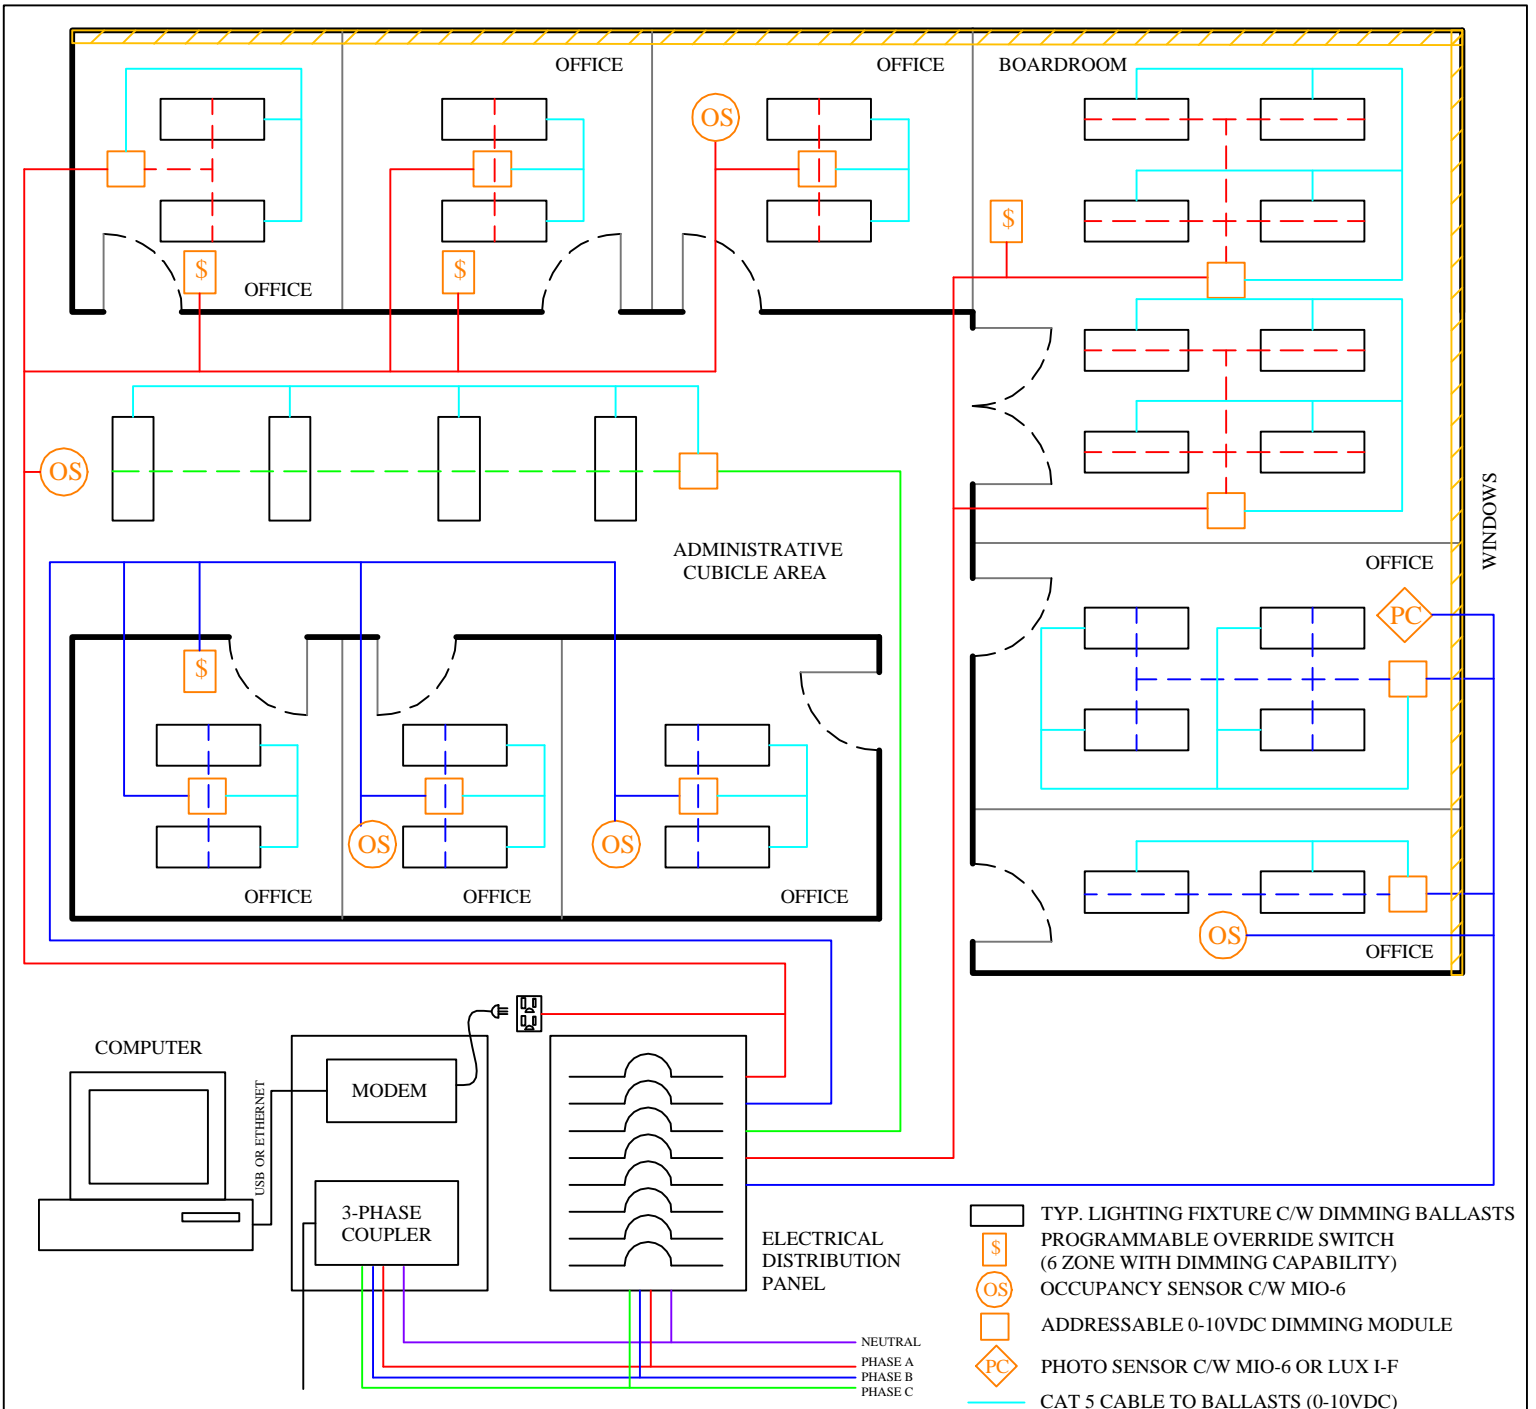 OFFICE
OFFICE
BOARDROOM
OS
$
$
$
OFFICE
OS
ADMINISTRATIVE
CUBICLE AREA
WINDOWS
OFFICE
PC
$
OS
OS
OFFICE
OFFICE
OFFICE
OS
OFFICE
COMPUTER
USB OR ETHERNET
MODEM
3-PHASE
COUPLER
ELECTRICAL
DISTRIBUTION
PANEL
NEUTRAL
PHASE A
PHASE B
PHASE C
TYP. LIGHTING FIXTURE C/W DIMMING BALLASTS
$ PROGRAMMABLE OVERRIDE SWITCH
(6 ZONE WITH DIMMING CAPABILITY)
OS OCCUPANCY SENSOR C/W MIO-6
ADDRESSABLE 0-10VDC DIMMING MODULE
PC PHOTO SENSOR C/W MIO-6 OR LUX I-F
CAT 5 CABLE TO BALLASTS (0-10VDC)